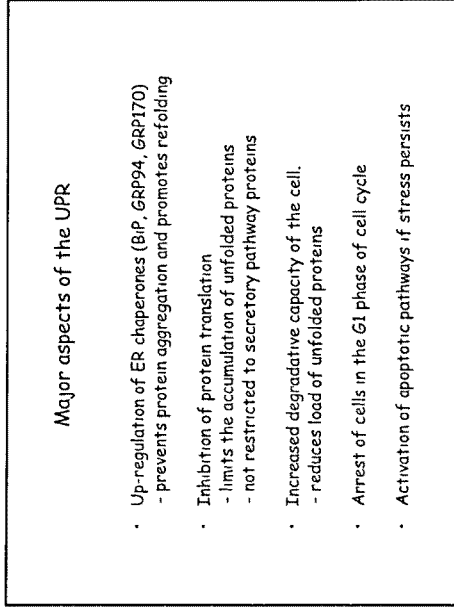 Major aspects of the UPR
· Up-regulation of ER chaperones (BiP, GRP94, GRP170)
- prevents protein aggregation and promotes refolding
· Inhibition of protein translation
- limits the accumulation of unfolded proteins
- not restricted to secretory pathway proteins
· Increased degradative capacity of the cell.
- reduces load of unfolded proteins
· Arrest of cells in the G1 phase of cell cycle
· Activation of apoptotic pathways if stress persists